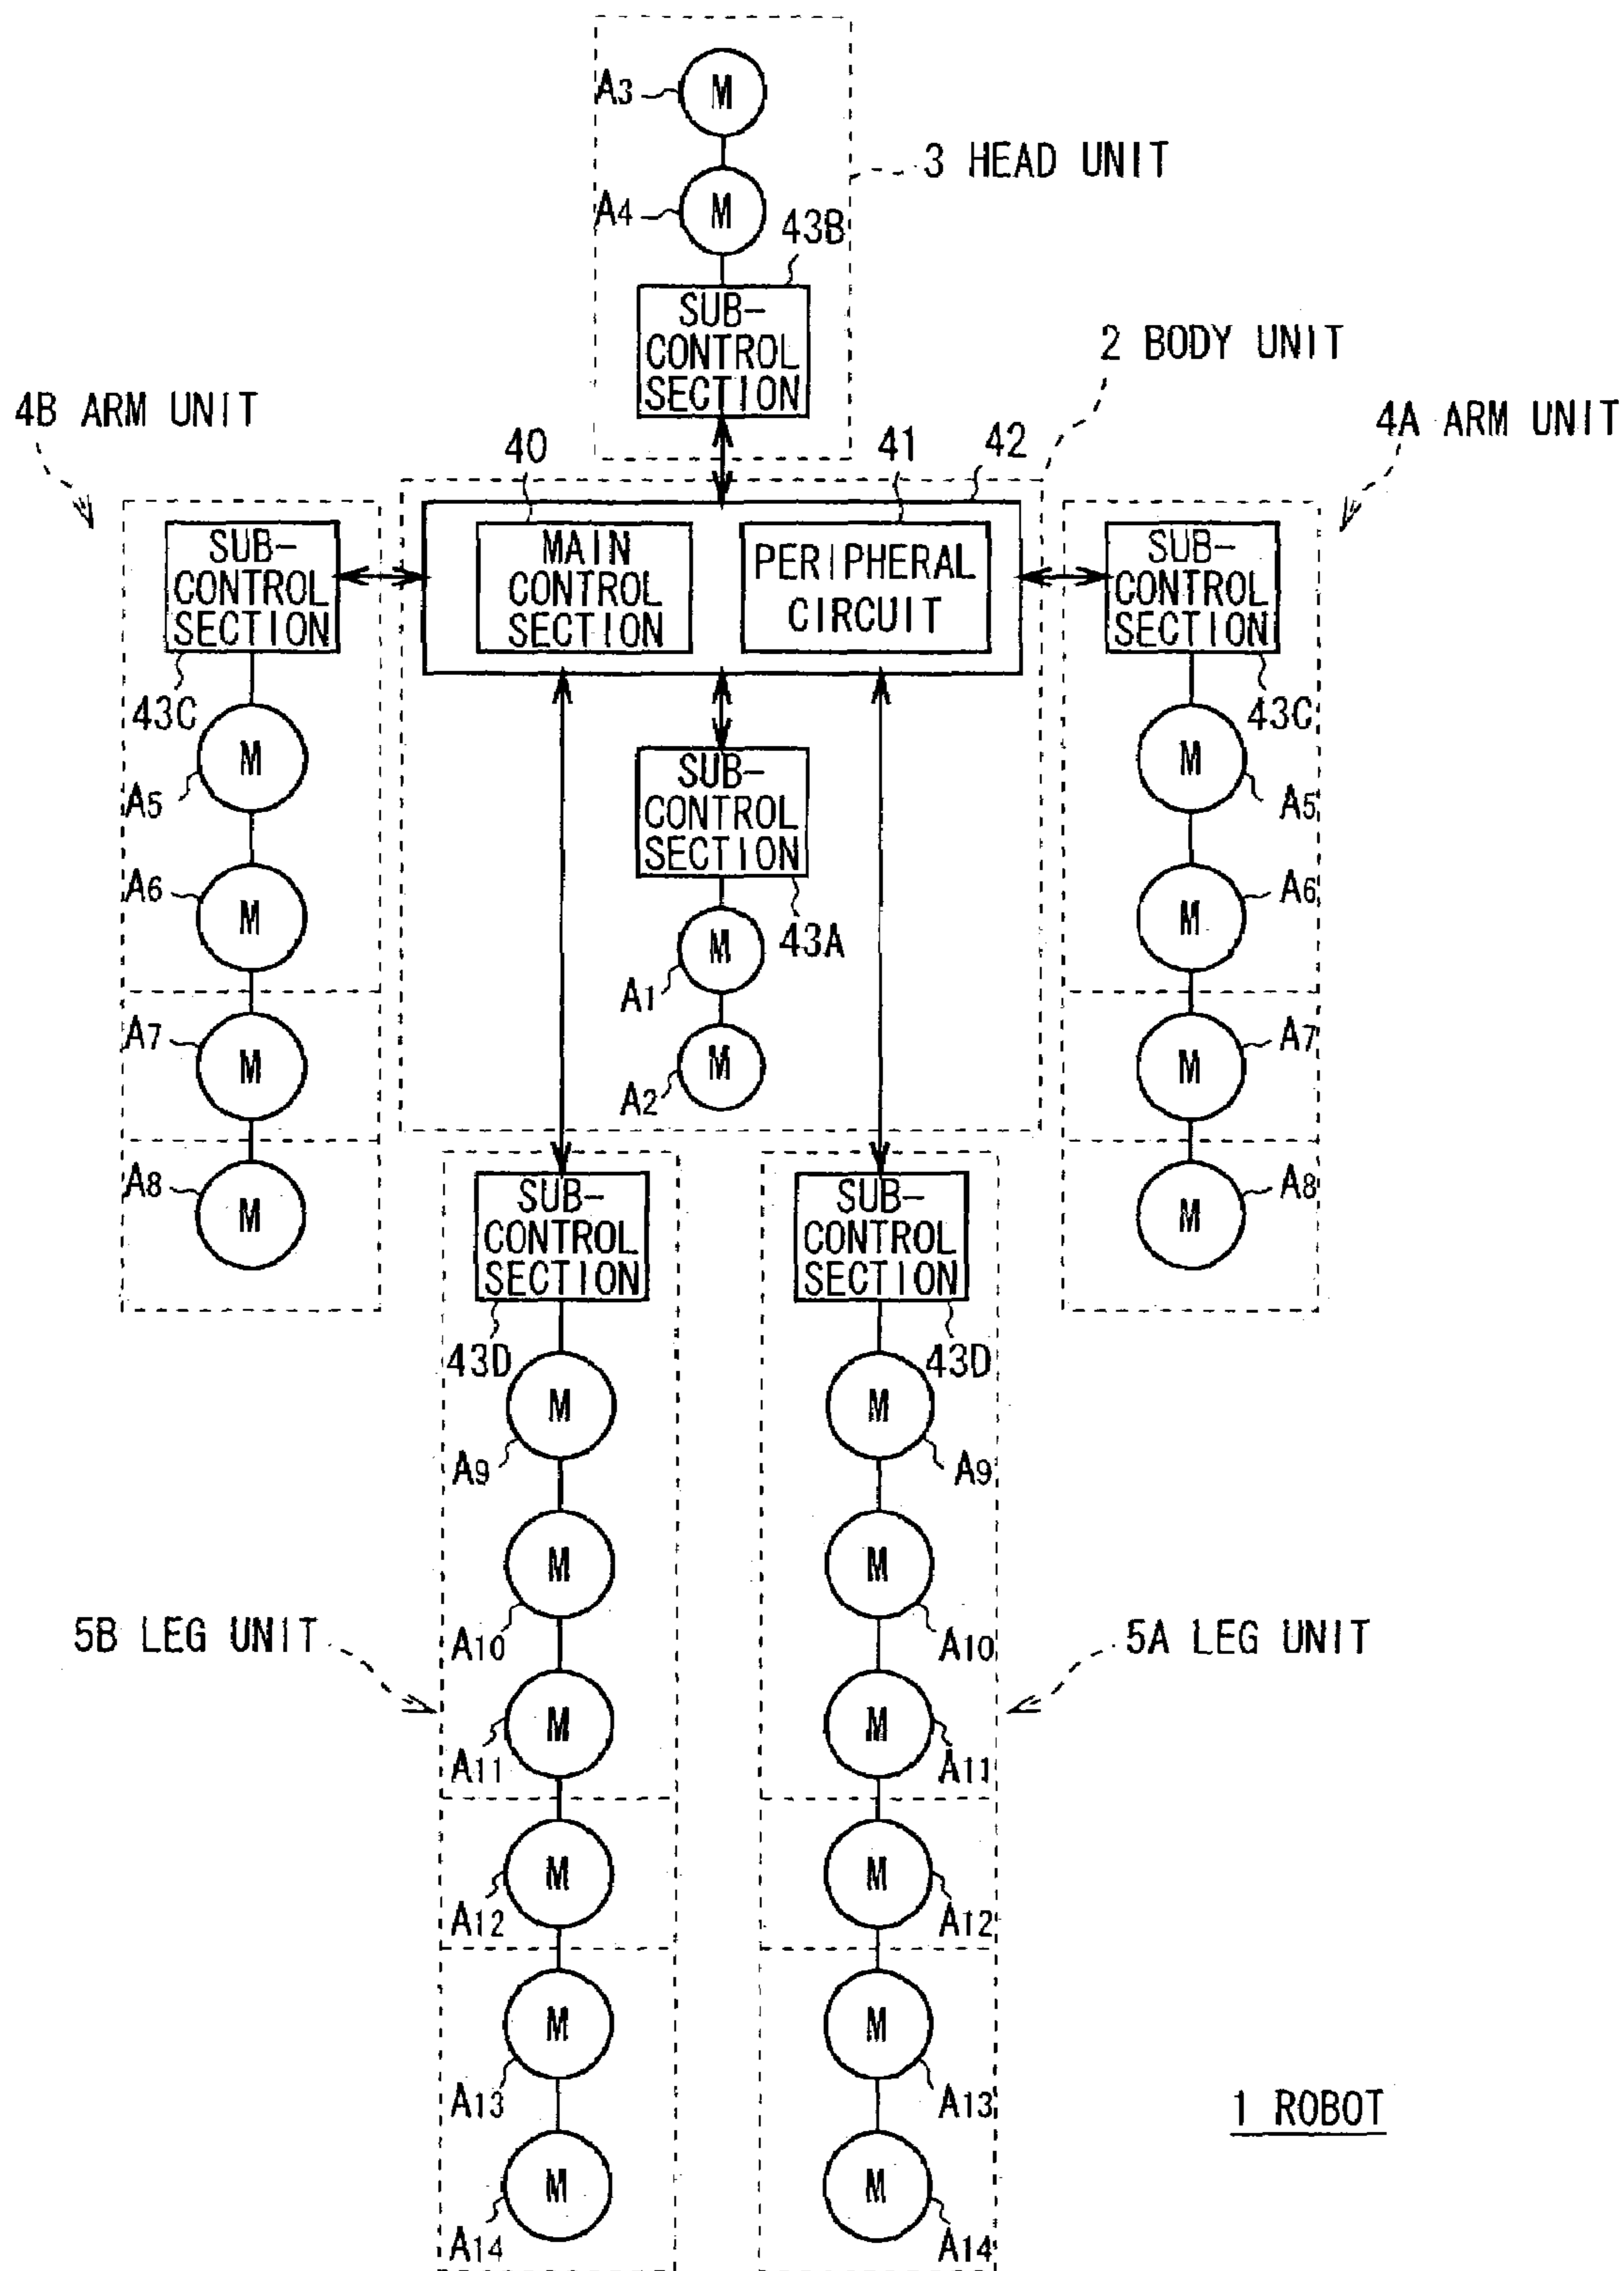 A3
M
3 HEAD UNIT
A4
M
43B
SUB-
CONTROL
SECTION
2 BODY UNIT
4B ARM UNIT
4A ARM UNIT
40
41
42
SUB-
CONTROL
SECTION
MAIN
CONTROL
SECTION
PERIPHERAL
CIRCUIT
SUB-
CONTROL
SECTION
43C
43C
M
A5
SUB-
CONTROL
SECTION
M
A5
A6
M
43A
M
A1
M
A6
A7
M
M
A2
M
A7
A8
M
M
A8
SUB-
CONTROL
SECTION
SUB-
CONTROL
SECTION
43D
43D
M
M
A9
A9
M
M
5B LEG UNIT
A10
A10
5A LEG UNIT
M
M
A11
A11
M
M
A12
A12
M
M
A13
A13
1 ROBOT
M
M
A14
A14